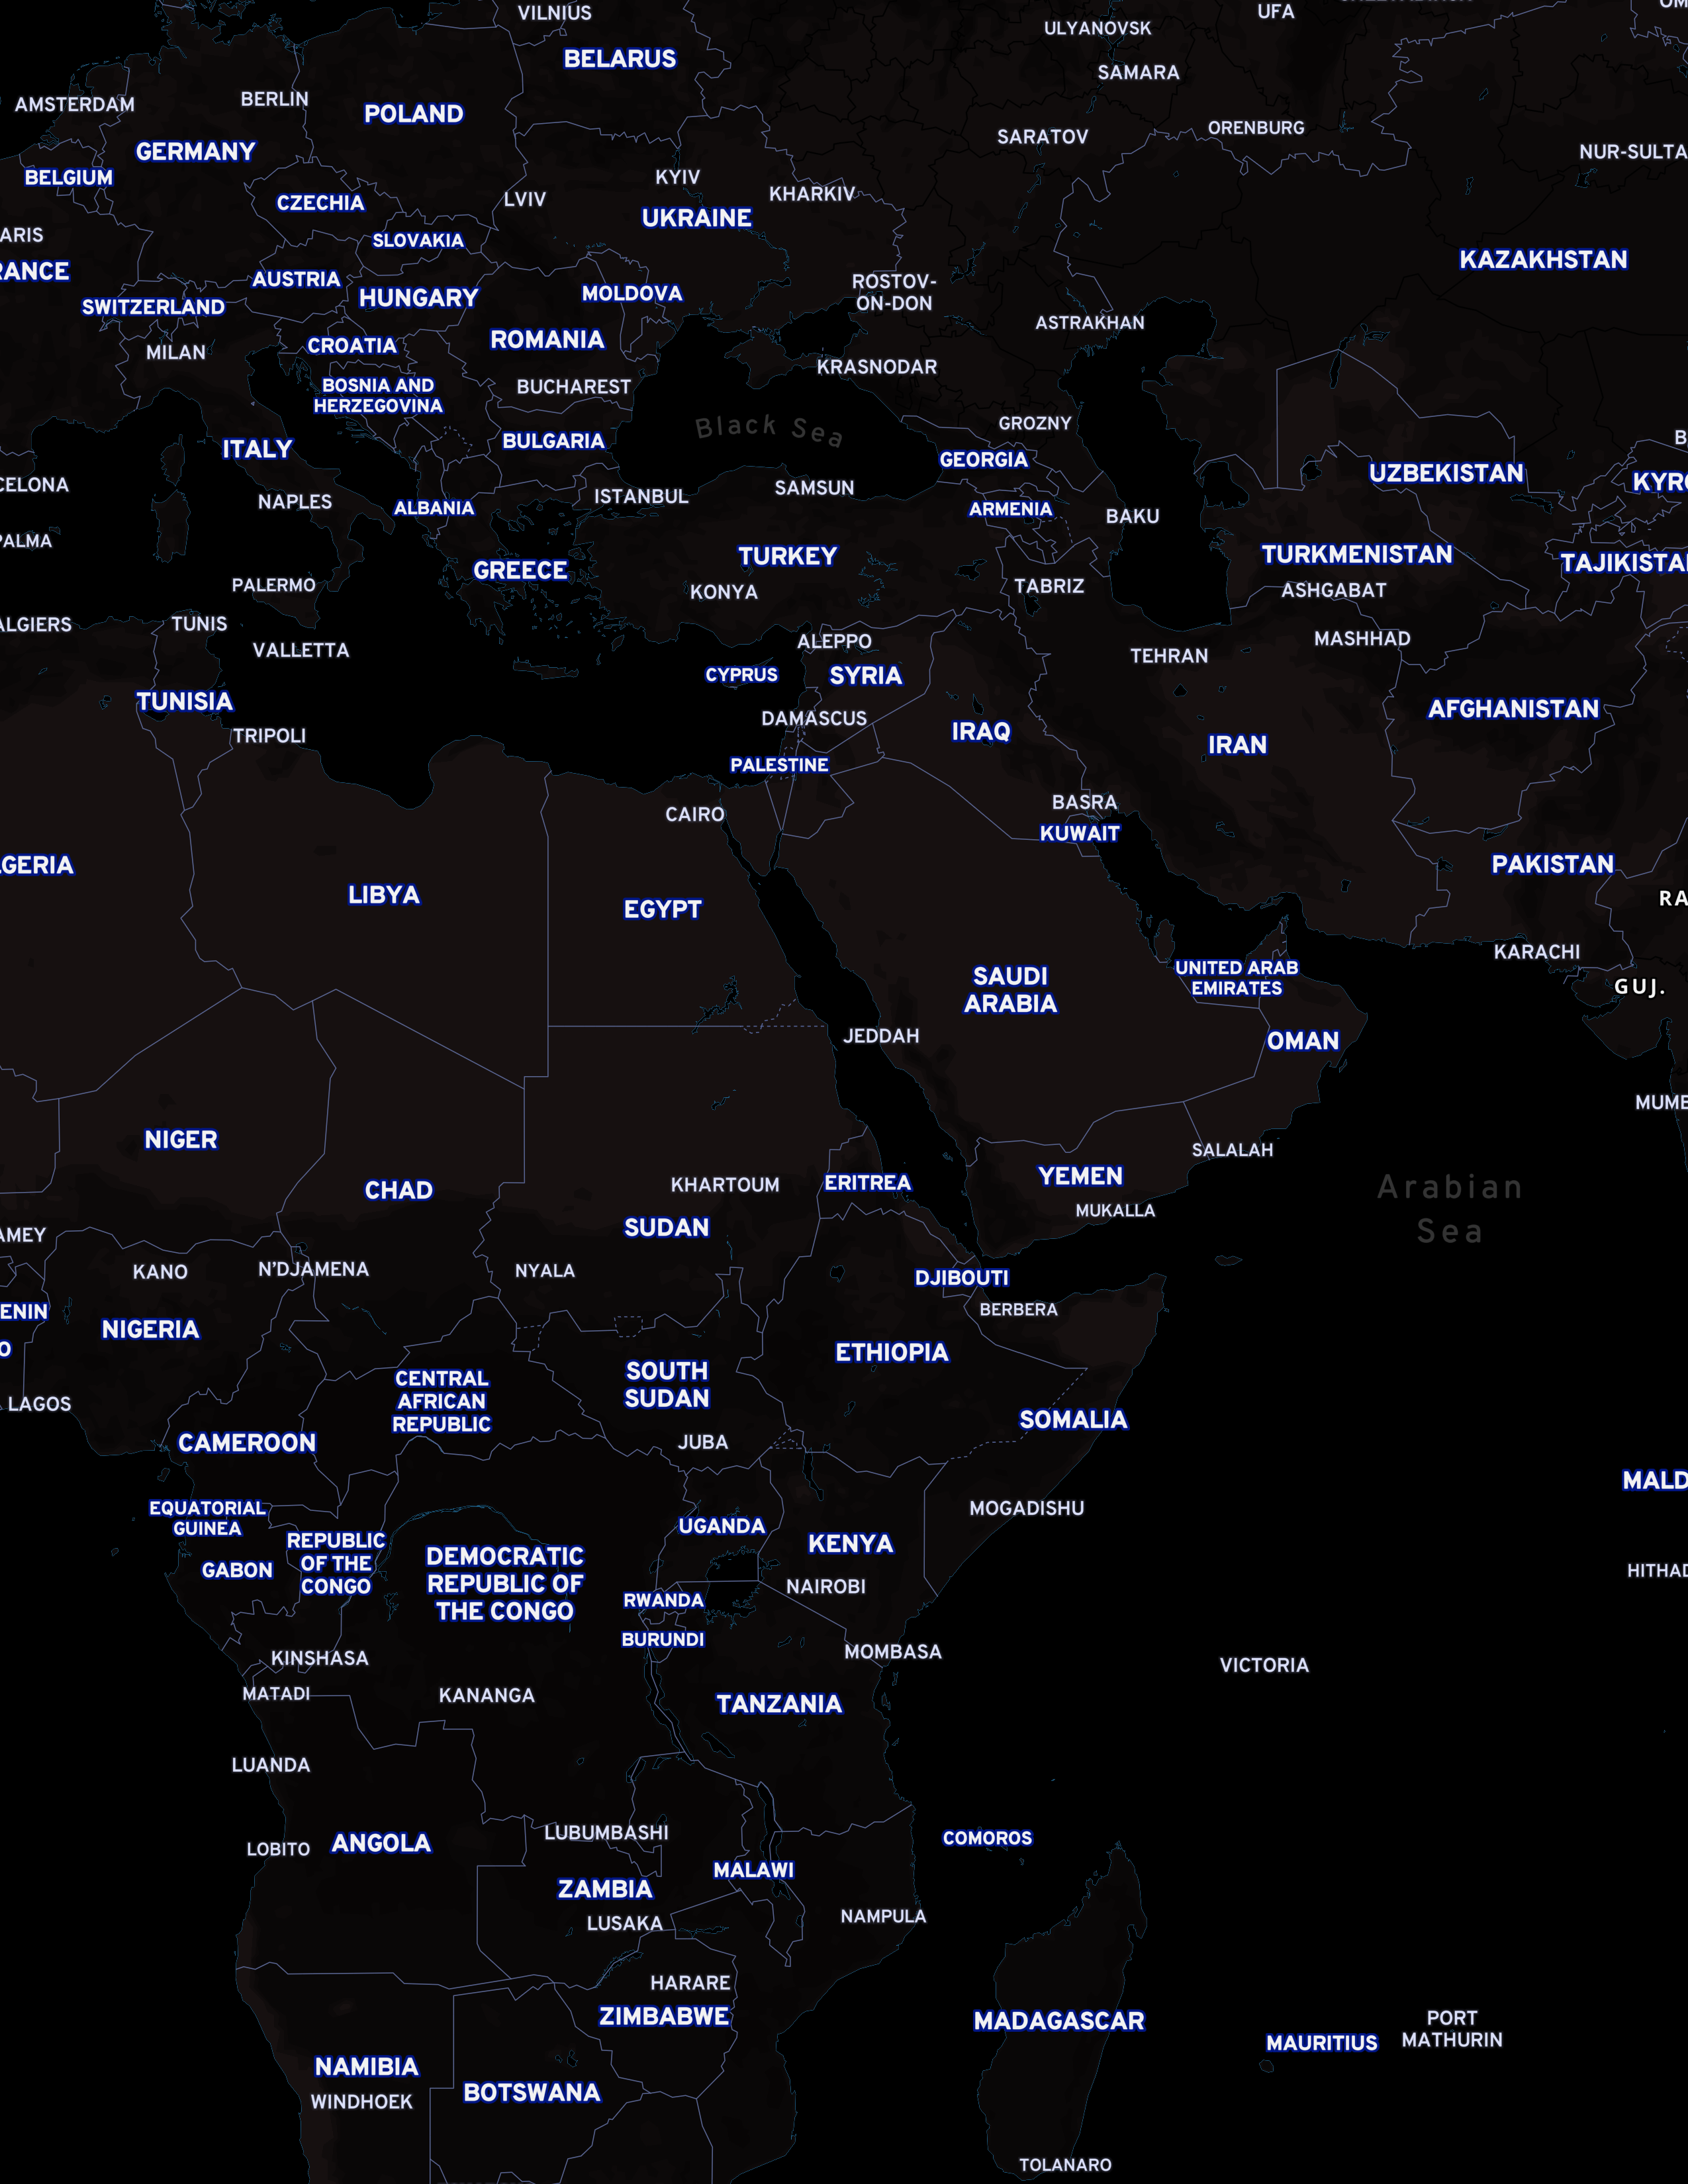 VILNIUS
ULYANOVSK
UFA
BELARUS
SAMARA
AMSTERDAM
BERLIN
POLAND
SARATOV
ORENBURG
GERMANY
NUR-SULTA
BELGIUM
KYIV
KHARKIV
CZECHIA
LVIV
UKRAINE
ARIS
SLOVAKIA
RANCE
AUSTRIA
KAZAKHSTAN
HUNGARY
MOLDOVA
ROSTOV-
ON-DON
SWITZERLAND
ASTRAKHAN
ROMANIA
CROATIA
MILAN
KRASNODAR
BOSNIA AND
HERZEGOVINA
BUCHAREST
Black Sea
GROZNY
BULGARIA
ITALY
GEORGIA
UZBEKISTAN
KYRG
CELONA
SAMSUN
ISTANBUL
NAPLES
ALBANIA
ARMENIA
BAKU
PALMA
TURKEY
TURKMENISTAN
TAJIKISTAN
GREECE
PALERMO
KONYA
TABRIZ
ASHGABAT
ALGIERS
TUNIS
ALEPPO
MASHHAD
VALLETTA
TEHRAN
CYPRUS
SYRIA
TUNISIA
AFGHANISTAN
DAMASCUS
TRIPOLI
IRAQ
IRAN
PALESTINE
BASRA
CAIRO
KUWAIT
LGERIA
PAKISTAN
LIBYA
RA
EGYPT
KARACHI
UNITED ARAB
EMIRATES
SAUDI
ARABIA
GUJ.
JEDDAH
OMAN
MUMB
NIGER
SALALAH
YEMEN
KHARTOUM
ERITREA
Arabian
Sea
CHAD
MUKALLA
SUDAN
AMEY
KANO
N'DJAMENA
NYALA
DJIBOUTI
ENIN
BERBERA
NIGERIA
O
ETHIOPIA
CENTRAL
AFRICAN
REPUBLIC
SOUTH
SUDAN
LAGOS
SOMALIA
CAMEROON
JUBA
MALD
EQUATORIAL
GUINEA
MOGADISHU
UGANDA
REPUBLIC
OF THE
CONGO
KENYA
DEMOCRATIC
REPUBLIC OF
THE CONGO
GABON
HITHAD
NAIROBI
RWANDA
BURUNDI
MOMBASA
KINSHASA
VICTORIA
MATADI
KANANGA
TANZANIA
LUANDA
LUBUMBASHI
COMOROS
ANGOLA
LOBITO
MALAWI
ZAMBIA
NAMPULA
LUSAKA
HARARE
ZIMBABWE
MADAGASCAR
PORT
MATHURIN
MAURITIUS
NAMIBIA
BOTSWANA
WINDHOEK
TOLANARO